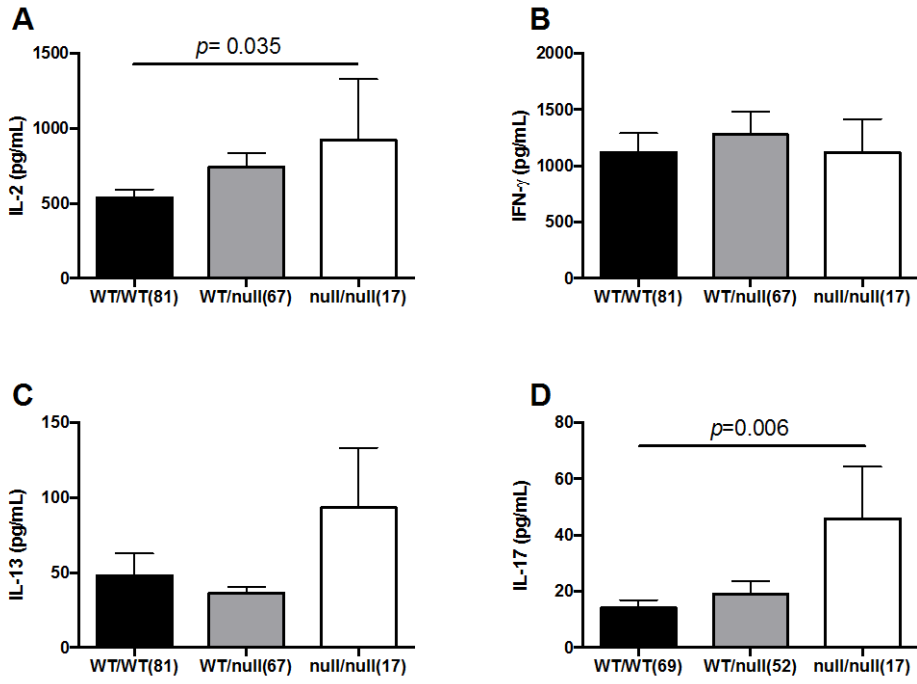 A
p= 0.035
IL-2 (pg/mL)
1500
1000
500
0
WT/WT(81) WT/null(67) null/null(17)
B
IFN-γ (pg/mL)
2000
1500
1000
500
0
WT/WT(81) WT/null(67) null/null(17)
C
IL-13 (pg/mL)
150
100
50
0
WT/WT(81) WT/null(67) null/null(17)
D
p=0.006
IL-17 (pg/mL)
80
60
40
20
0
WT/WT(69) WT/null(52) null/null(17)